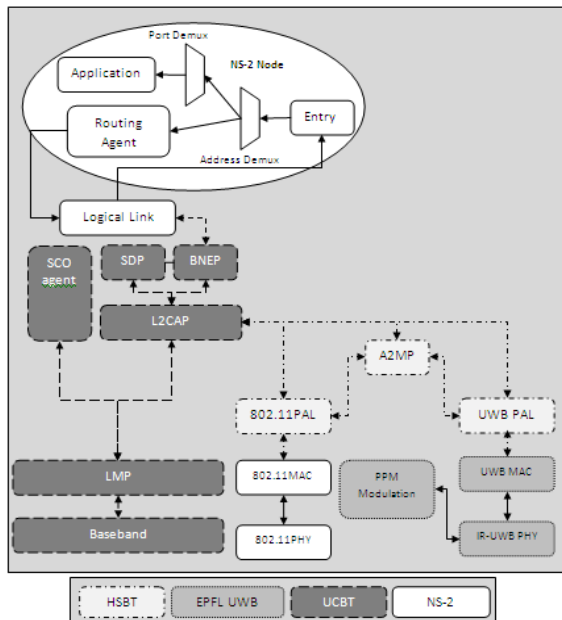 Port Demux
NS-2 Node
Application
Routing
Agent
Entry
Address Demux
Logical Link
SCO
agent
SDP
BNEP
L2CAP
A2MP
802.11PAL
UWB PAL
LMP
802.11MAC
PPM
Modulation
UWB MAC
Baseband
802.11PHY
IR-UWB PHY
HSBT
EPFL UWB
UCBT
NS-2